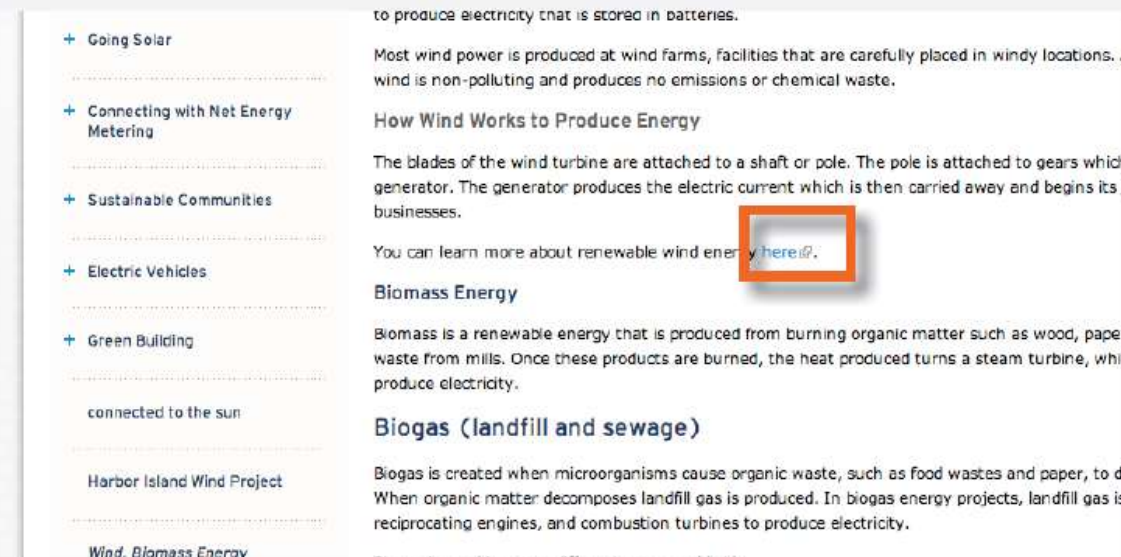 + Going Solar
+ Connecting with Net Energy
Metering
+ Sustainable Communities
+ Electric Vehicles
+ Green Building
connected to the sun
Harbor Island Wind Project
Wind, Biomass Energy
to produce electricity that is stored in batteries.
Most wind power is produced at wind farms, facilities that are carefully placed in windy locations.
wind is non-polluting and produces no emissions or chemical waste.
How Wind Works to Produce Energy
The blades of the wind turbine are attached to a shaft or pole. The pole is attached to gears which
generator. The generator produces the electric current which is then carried away and begins its
businesses.
You can learn more about renewable wind energy here.
Biomass Energy
Biomass is a renewable energy that is produced from burning organic matter such as wood, pape
waste from mills. Once these products are burned, the heat produced turns a steam turbine, whi
produce electricity.
Biogas (landfill and sewage)
Biogas is created when microorganisms cause organic waste, such as food wastes and paper, to d
When organic matter decomposes landfill gas is produced. In biogas energy projects, landfill gas is
reciprocating engines, and combustion turbines to produce electricity.